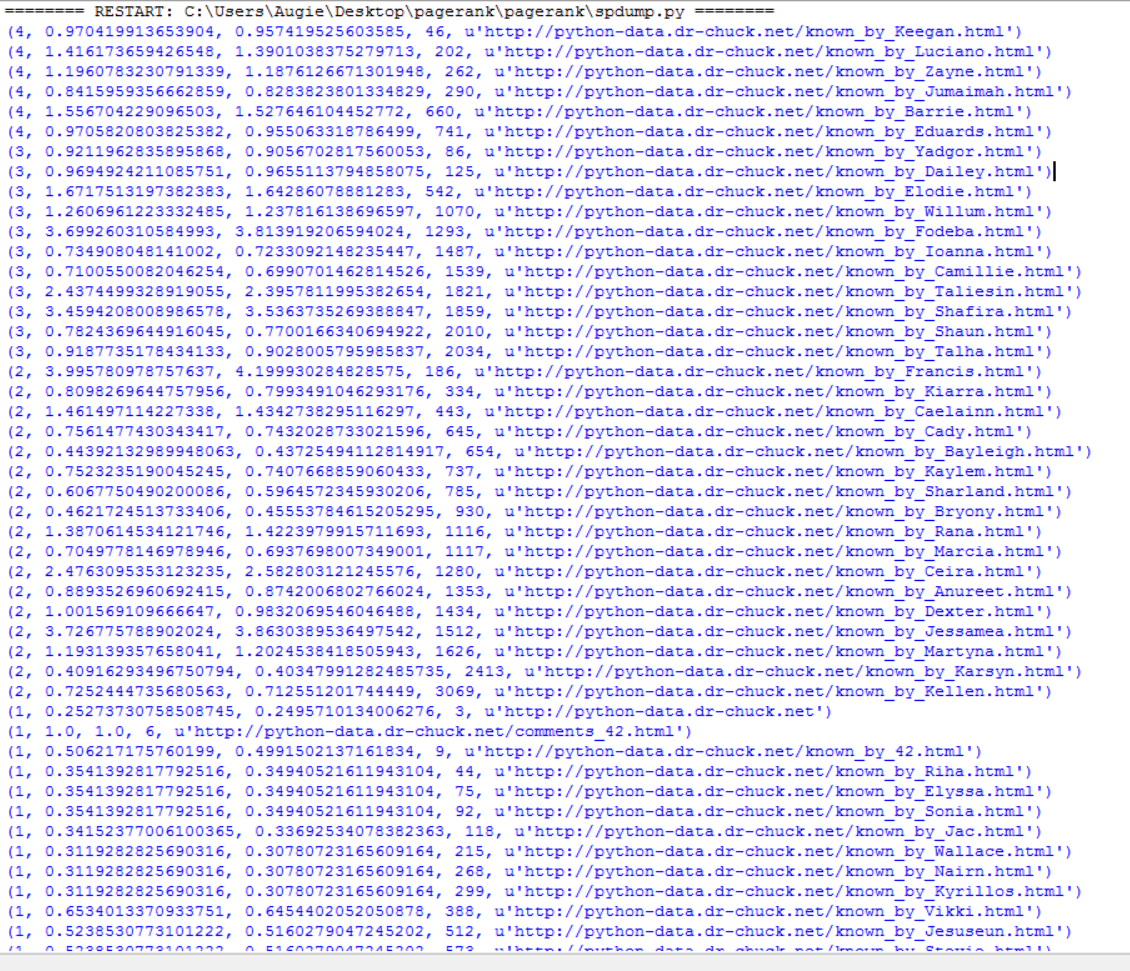 ======== RESTART: C:\Users\Augie\Desktop\pagerank\pagerank\spdump.py ========
(4, 0.970419913653904, 0.957419525603585, 46, u'http://python-data.dr-chuck.net/known_by_Keegan.html')
(4, 1.416173659426548, 1.3901038375279713, 202, u'http://python-data.dr-chuck.net/known_by_Luciano.html')
(4, 1.1960783230791339, 1.1876126671301948, 262, u'http://python-data.dr-chuck.net/known_by_Zayne.html')
(4, 0.8415959356662859, 0.8283823801334829, 290, u'http://python-data.dr-chuck.net/known_by_Jumaimah.html')
(4, 1.556704229096503, 1.527646104452772, 660, u'http://python-data.dr-chuck.net/known_by_Barrie.html')
(4, 0.9705820803825382, 0.955063318786499, 741, u'http://python-data.dr-chuck.net/known_by_Eduards.html')
(3, 0.9211962835895868, 0.9056702817560053, 86, u'http://python-data.dr-chuck.net/known_by_Yadgor.html')
(3, 0.9694924211085751, 0.9655113794858075, 125, u'http://python-data.dr-chuck.net/known_by_Dailey.html')
(3, 1.6717513197382383, 1.64286078881283, 542, u'http://python-data.dr-chuck.net/known_by_Elodie.html')
(3, 1.2606961223332485, 1.237816138696597, 1070, u'http://python-data.dr-chuck.net/known_by_Willum.html')
(3, 3.699260310584993, 3.813919206594024, 1293, u'http://python-data.dr-chuck.net/known_by_Fodeba.html')
(3, 0.734908048141002, 0.7233092148235447, 1487, u'http://python-data.dr-chuck.net/known_by_Ioanna.html')
(3, 0.7100550082046254, 0.6990701462814526, 1539, u'http://python-data.dr-chuck.net/known_by_Camillie.html')
(3, 2.4374499328919055, 2.3957811995382654, 1821, u'http://python-data.dr-chuck.net/known_by_Taliesin.html')
(3, 3.4594208008986578, 3.5363735269388847, 1859, u'http://python-data.dr-chuck.net/known_by_Shafira.html')
(3, 0.7824369644916045, 0.7700166340694922, 2010, u'http://python-data.dr-chuck.net/known_by_Shaun.html')
(3, 0.9187735178434133, 0.9028005795985837, 2034, u'http://python-data.dr-chuck.net/known_by_Talha.html')
(2, 3.995780978757637, 4.199930284828575, 186, u'http://python-data.dr-chuck.net/known_by_Francis.html')
(2, 0.8098269644757956, 0.7993491046293176, 334, u'http://python-data.dr-chuck.net/known_by_Kiarra.html')
(2, 1.461497114227338, 1.4342738295116297, 443, u'http://python-data.dr-chuck.net/known_by_Caelainn.html')
(2, 0.7561477430343417, 0.7432028733021596, 645, u'http://python-data.dr-chuck.net/known_by_Cady.html')
(2, 0.44392132989948063, 0.43725494112814917, 654, u'http://python-data.dr-chuck.net/known_by_Bayleigh.html')
(2, 0.7523235190045245, 0.7407668859060433, 737, u'http://python-data.dr-chuck.net/known_by_Kaylem.html')
(2, 0.6067750490200086, 0.5964572345930206, 785, u'http://python-data.dr-chuck.net/known_by_Sharland.html')
(2, 0.4621724513733406, 0.45553784615205295, 930, u'http://python-data.dr-chuck.net/known_by_Bryony.html')
(2, 1.38706145341217​46, 1.42239799157116​93, 1116, u'http://python-data.dr-chuck.net/known_by_Rana.html')
(2, 0.7049778146978946, 0.6937698007349001, 1117, u'http://python-data.dr-chuck.net/known_by_Marcia.html')
(2, 2.4763095353123235, 2.582803121245576, 1280, u'http://python-data.dr-chuck.net/known_by_Ceira.html')
(2, 0.8893526960692415, 0.8742006802766024, 1353, u'http://python-data.dr-chuck.net/known_by_Anureet.html')
(2, 1.001569109666647, 0.9832069546046488, 1434, u'http://python-data.dr-chuck.net/known_by_Dexter.html')
(2, 3.726775788902024, 3.8630389536497542, 1512, u'http://python-data.dr-chuck.net/known_by_Jessamea.html')
(2, 1.193139357658041, 1.2024538418505943, 1626, u'http://python-data.dr-chuck.net/known_by_Martyna.html')
(2, 0.40916293496750794, 0.40347991282485735, 2413, u'http://python-data.dr-chuck.net/known_by_Karsyn.html')
(2, 0.7252444735680563, 0.712551201744449, 3069, u'http://python-data.dr-chuck.net/known_by_Kellen.html')
(1, 0.25273730758508745, 0.2495710134006276, 3, u'http://python-data.dr-chuck.net')
(1, 1.0, 1.0, 6, u'http://python-data.dr-chuck.net/comments_42.html')
(1, 0.506217175760199, 0.4991502137161834, 9, u'http://python-data.dr-chuck.net/known_by_42.html')
(1, 0.3541392817792516, 0.34940521611943104, 44, u'http://python-data.dr-chuck.net/known_by_Riha.html')
(1, 0.3541392817792516, 0.34940521611943104, 75, u'http://python-data.dr-chuck.net/known_by_Elyssa.html')
(1, 0.3541392817792516, 0.34940521611943104, 92, u'http://python-data.dr-chuck.net/known_by_Sonia.html')
(1, 0.34152377006100365, 0.33692534078382363, 118, u'http://python-data.dr-chuck.net/known_by_Jac.html')
(1, 0.3119282825690316, 0.30780723165609164, 215, u'http://python-data.dr-chuck.net/known_by_Wallace.html')
(1, 0.3119282825690316, 0.30780723165609164, 268, u'http://python-data.dr-chuck.net/known_by_Nairn.html')
(1, 0.3119282825690316, 0.30780723165609164, 299, u'http://python-data.dr-chuck.net/known_by_Kyrillos.html')
(1, 0.6534013370933751, 0.6454402052050878, 388, u'http://python-data.dr-chuck.net/known_by_Vikki.html')
(1, 0.5238530773101222, 0.5160279047245202, 512, u'http://python-data.dr-chuck.net/known_by_Jesuseun.html')